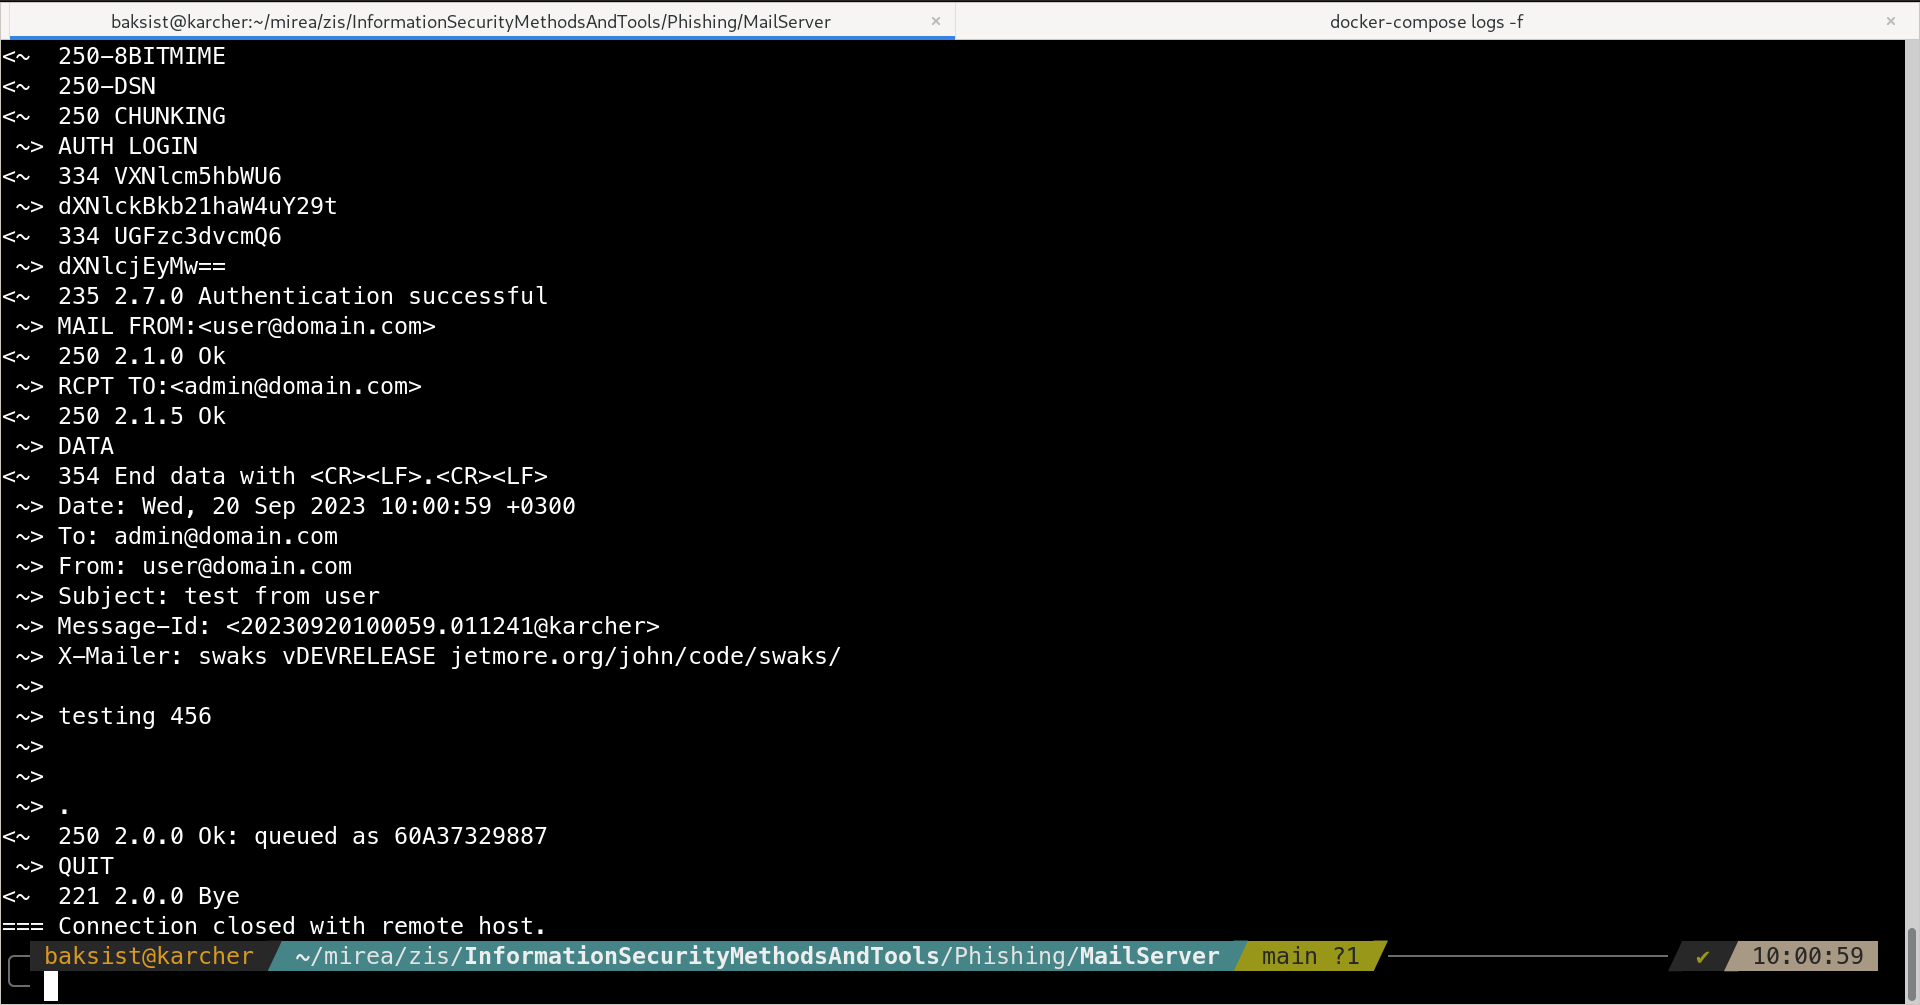 baksist@karcher:~/mirea/zis/InformationSecurityMethodsAndTools/Phishing/MailServer × docker-compose logs -f ×
<~  250-8BITMIME
<~  250-DSN
<~  250 CHUNKING
 ~> AUTH LOGIN
<~  334 VXNlcm5hbWU6
 ~> dXNlckBkb21haW4uY29t
<~  334 UGFzc3dvcmQ6
 ~> dXNlcjEyMw==
<~  235 2.7.0 Authentication successful
 ~> MAIL FROM:<user@domain.com>
<~  250 2.1.0 Ok
 ~> RCPT TO:<admin@domain.com>
<~  250 2.1.5 Ok
 ~> DATA
<~  354 End data with <CR><LF>.<CR><LF>
 ~> Date: Wed, 20 Sep 2023 10:00:59 +0300
 ~> To: admin@domain.com
 ~> From: user@domain.com
 ~> Subject: test from user
 ~> Message-Id: <20230920100059.011241@karcher>
 ~> X-Mailer: swaks vDEVRELEASE jetmore.org/john/code/swaks/
 ~>
 ~> testing 456
 ~>
 ~>
 ~> .
<~  250 2.0.0 Ok: queued as 60A37329887
 ~> QUIT
<~  221 2.0.0 Bye
=== Connection closed with remote host.
baksist@karcher ~/mirea/zis/InformationSecurityMethodsAndTools/Phishing/MailServer main ?1 ✔ 10:00:59